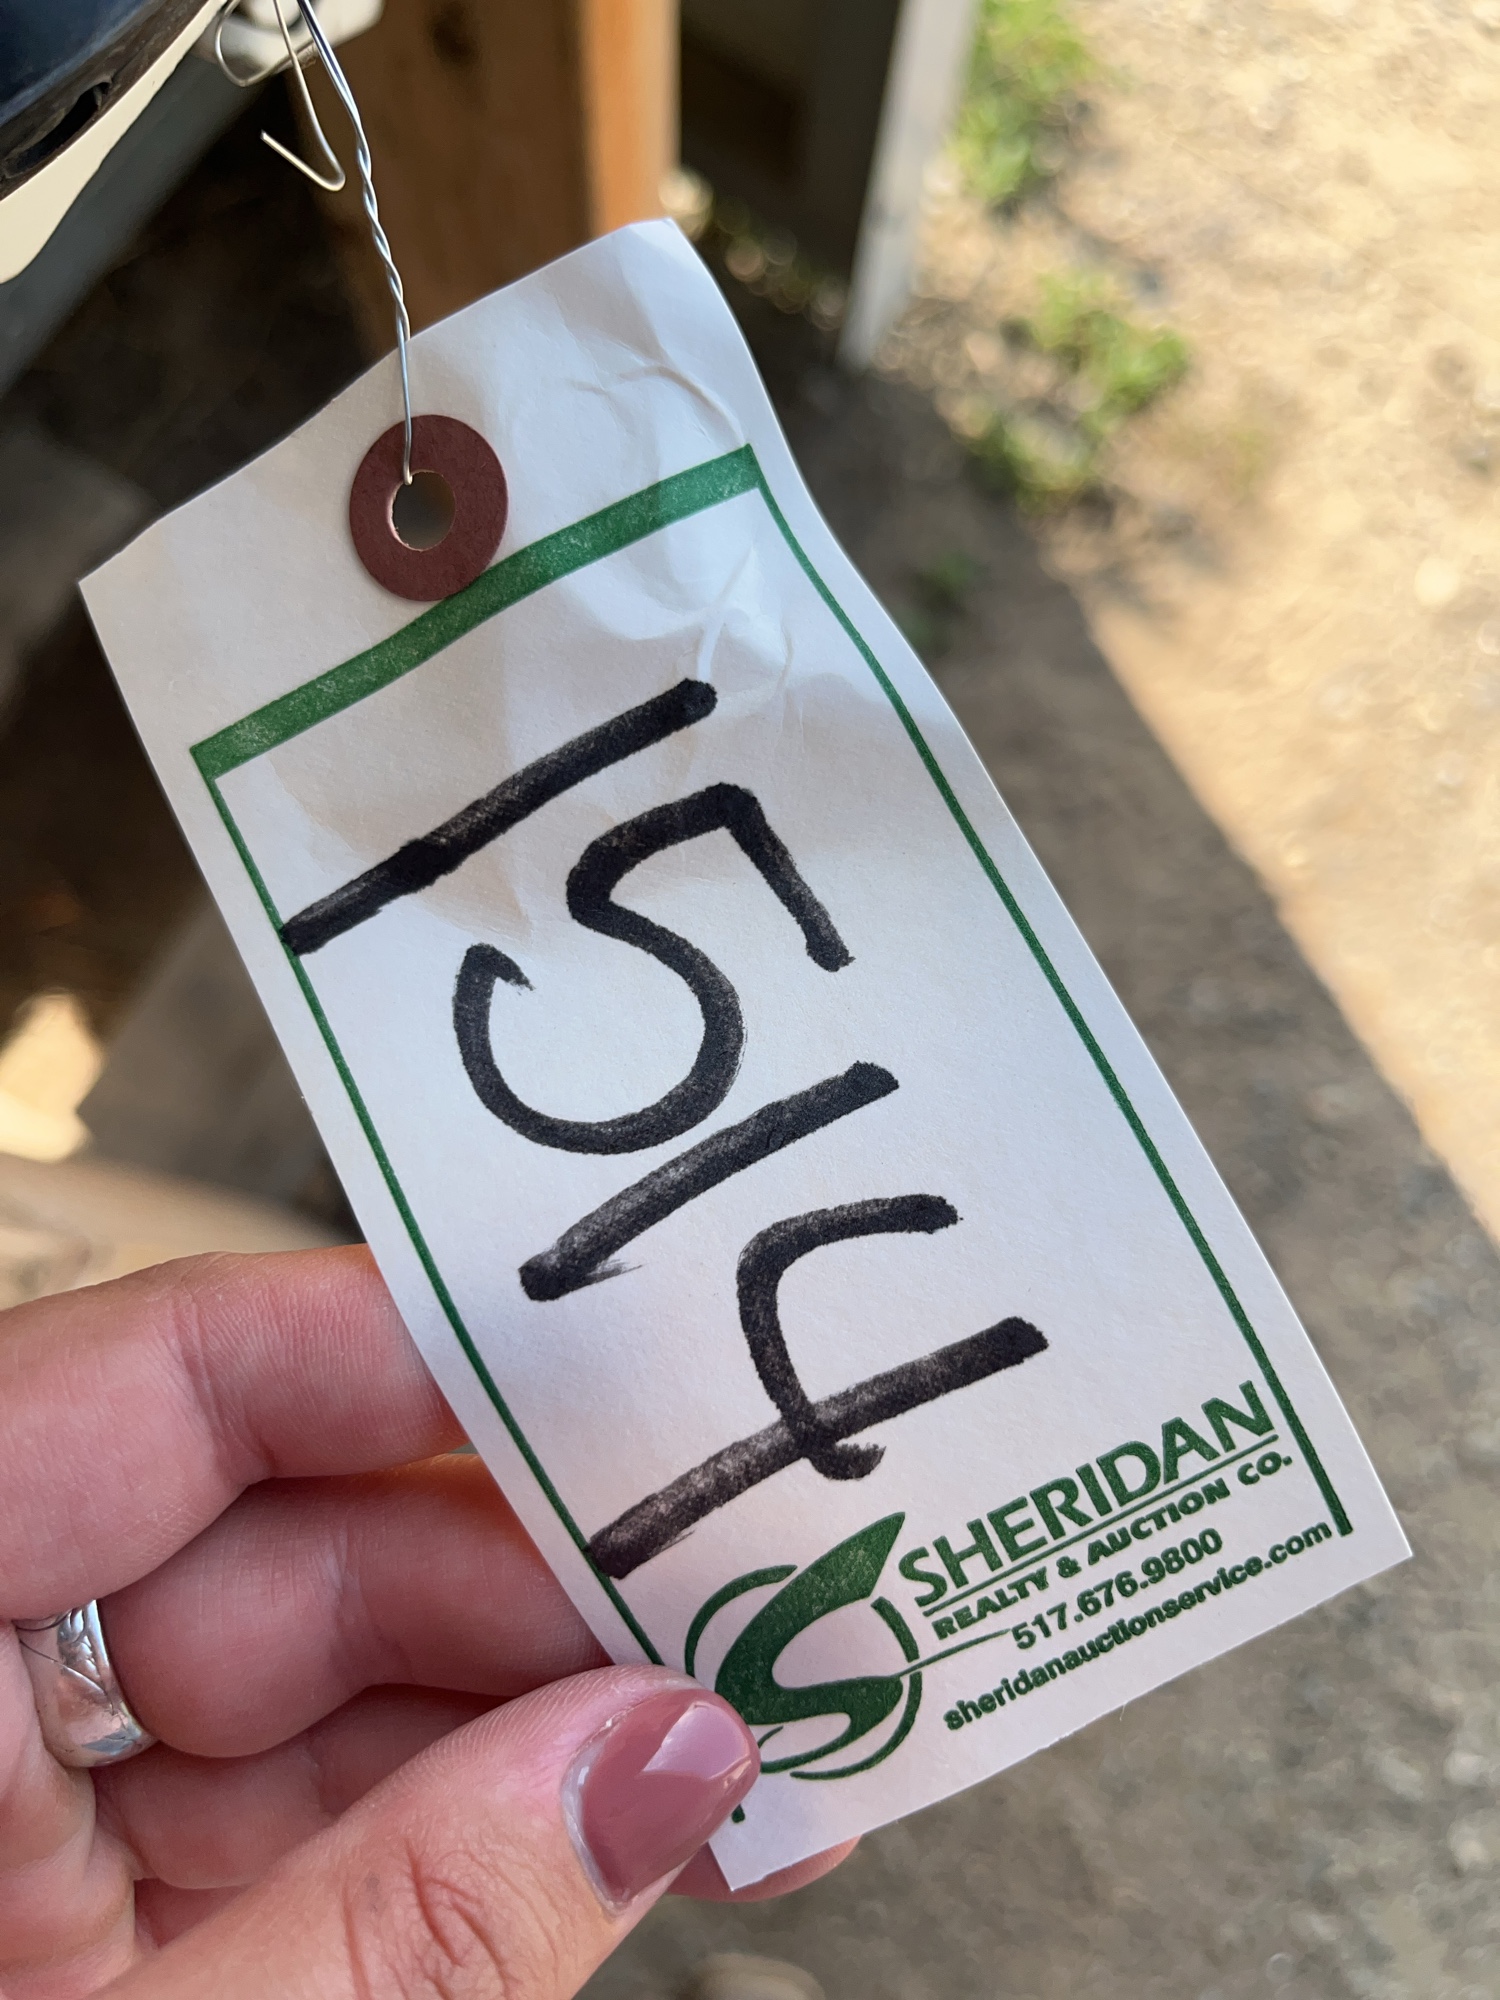 1514
SHERIDAN
REALTY & AUCTION CO.
517.676.9800
sheridanauctionservice.com